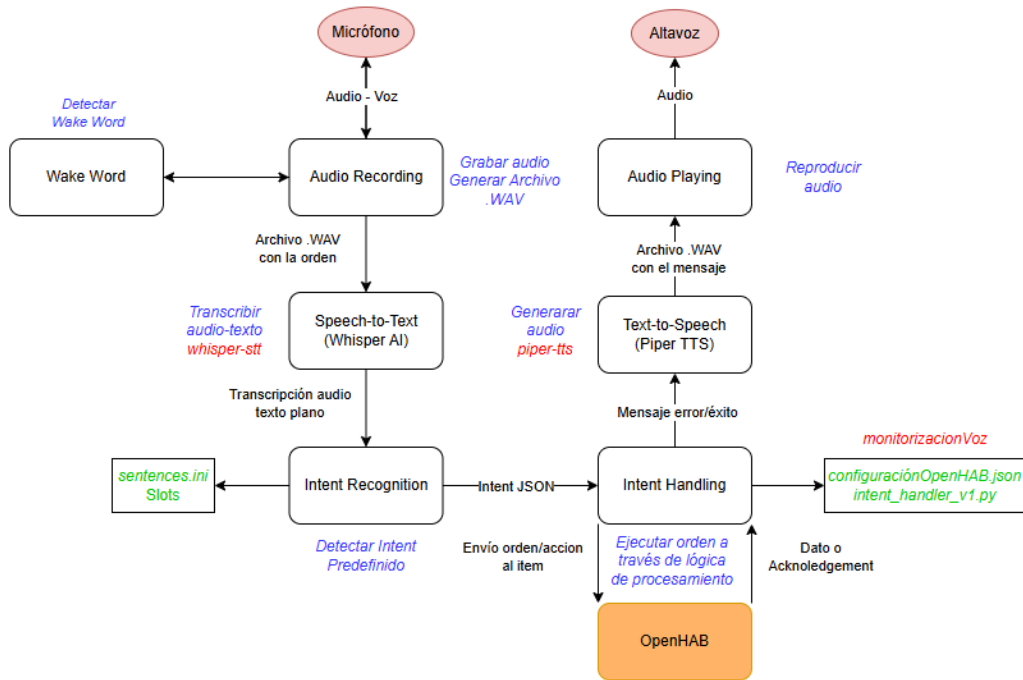 Micrófono
Altavoz
Audio - Voz
Audio
Detectar
Wake Word
Wake Word
Audio Recording
Grabar audio
Generar Archivo
.WAV
Audio Playing
Reproducir
audio
Archivo .WAV
con la orden
Archivo .WAV
con el mensaje
Transcribir
audio-texto
whisper-stt
Speech-to-Text
(Whisper AI)
Generarar
audio
piper-tts
Text-to-Speech
(Piper TTS)
Transcripción audio
texto plano
Mensaje error/éxito
monitorizacionVoz
sentences.ini
Slots
Intent Recognition
Intent JSON
Intent Handling
configuraciónOpenHAB.json
intent_handler_v1.py
Detectar Intent
Predefinido
Envío orden/accion
al item
Ejecutar orden a
través de lógica
de procesamiento
Dato o
Acknoledgement
OpenHAB